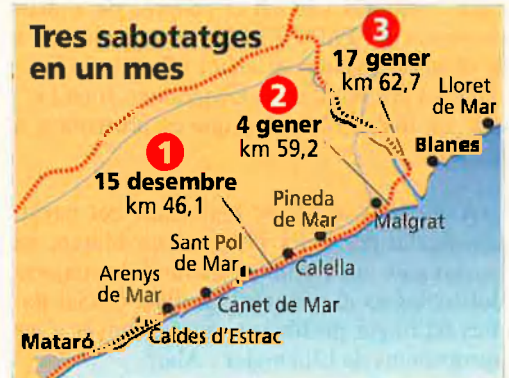 Tres sabotatges
en un mes
3
17 gener
km 62,7
Lloret
de Mar
2
4 gener
km 59,2
Blanes
1
15 desembre
km 46,1
Pineda
de Mar
Malgrat
Sant Pol
de Mar
Calella
Arenys
de Mar
Canet de Mar
Mataró
Caldes d'Estrac